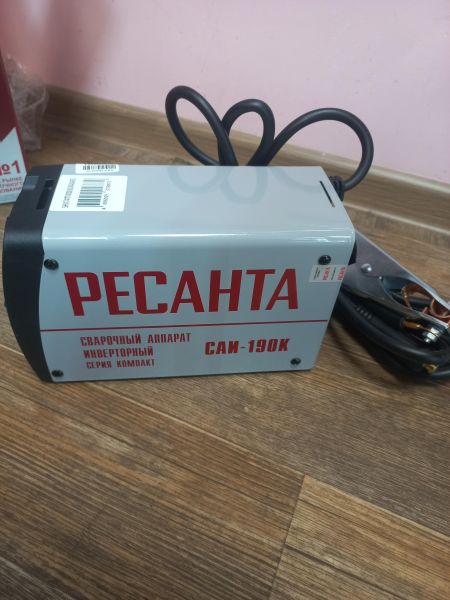 №1
РЕСАНТА
СВАРОЧНЫЙ АППАРАТ
ИНВЕРТОРНЫЙ
СЕРИЯ КОМПАКТ
САИ-190К